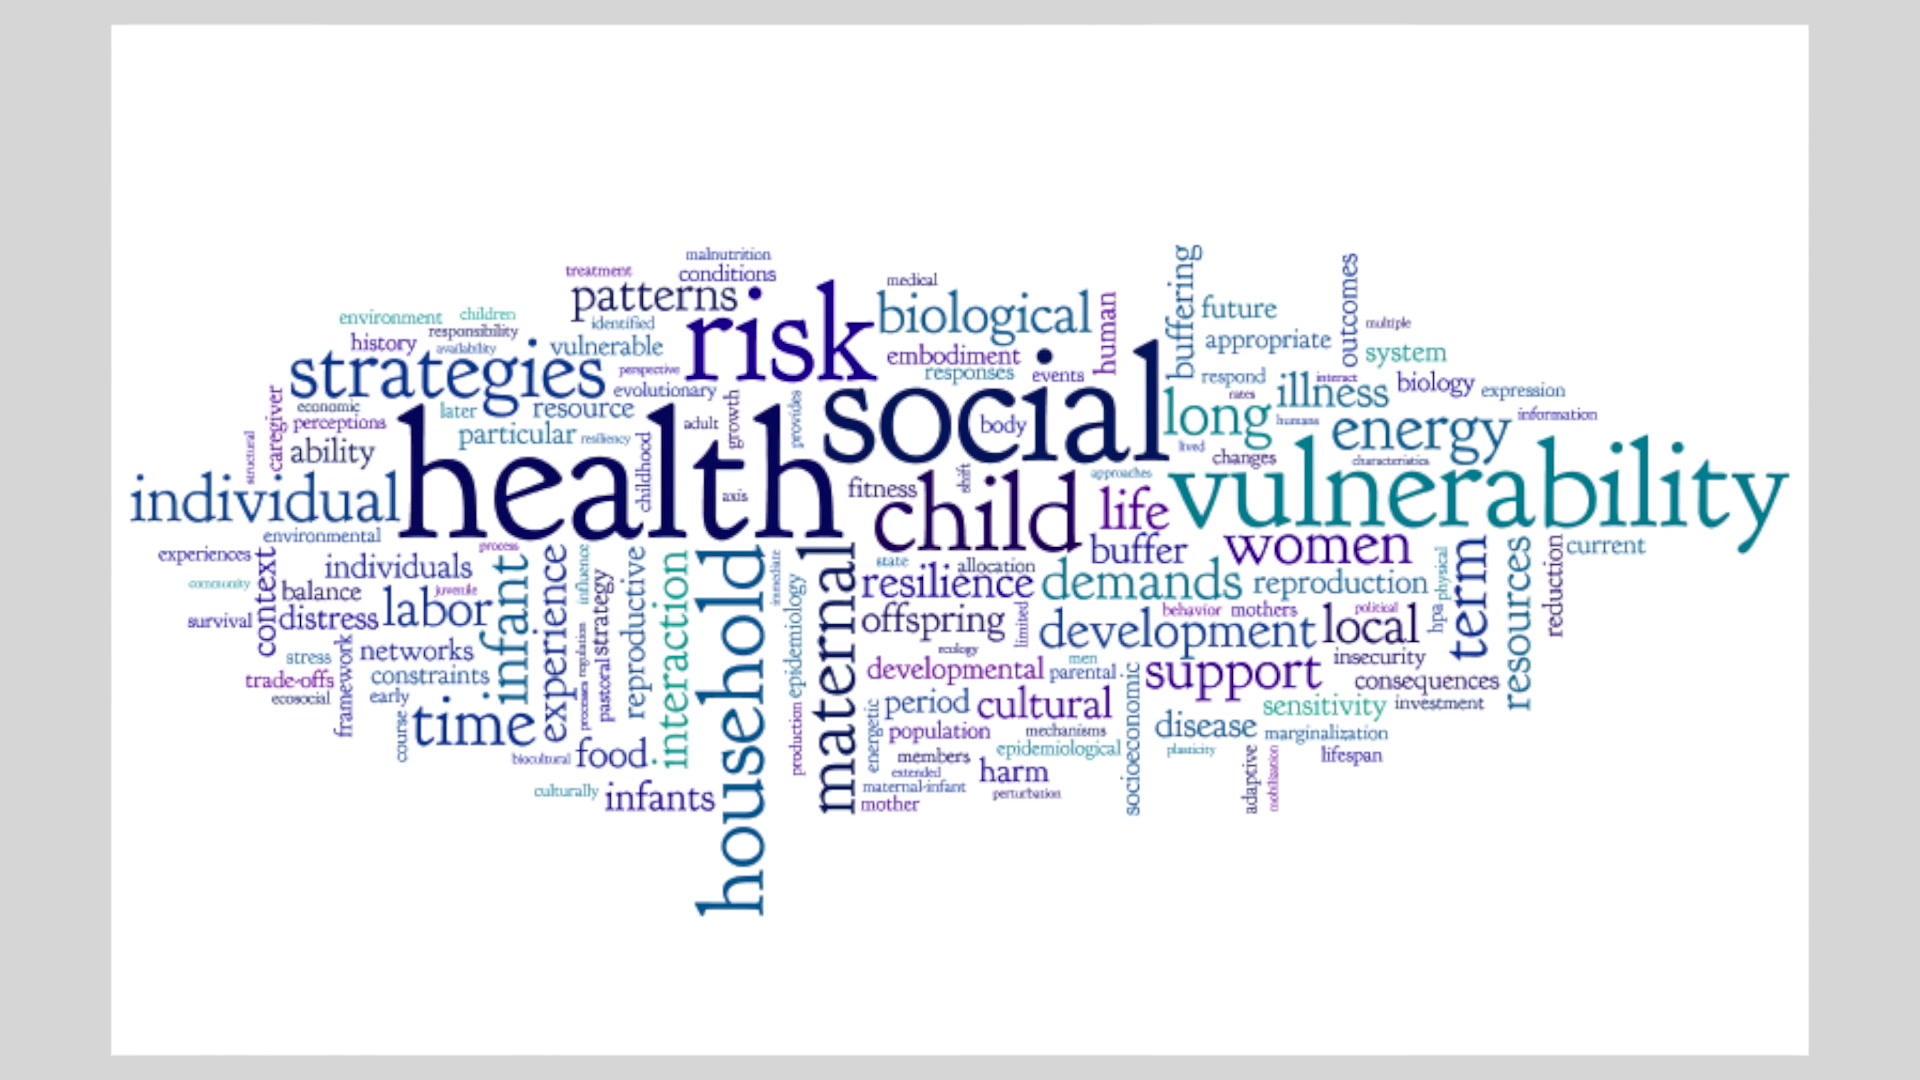 malnutrition
treatment
conditions
patterns
risk
medical
biological
human
buffering
future
outcomes
multiple
environment
children
responsibility
identified
history
availability
vulnerable
embodiment
appropriate
system
strategies
perspective
evolutionary
responses
events
respond
interact
illness
biology
expression
caregiver
economic
perceptions
later
resource
adult
growth
provides
social
body
long
rates
humans
energy
information
structural
ability
particular
resiliency
childhood
health
axis
lived
changes
characteristics
individual
fitness
shift
child
approaches
life
vulnerability
environmental
experiences
process
buffer
women
current
reduction
context
individuals
infant
experience
influence
reproductive
interaction
household
immediate
maternal
state
allocation
resilience
demands
reproduction
physical
term
resources
community
balance
juvenile
survival
distress
labor
strategy
epidemiology
offspring
limited
behavior
mothers
political
local
hpa
development
stress
networks
framework
regulation
pastoral
ecology
men
insecurity
trade-offs
constraints
developmental
parental
support
consequences
ecosocial
early
course
time
processes
production
energetic
period
cultural
socioeconomic
sensitivity
investment
population
mechanisms
disease
marginalization
biocultural
food
members
epidemiological
plasticity
lifespan
extended
harm
adaptive
mobilization
culturally
infants
maternal-infant
perturbation
mother